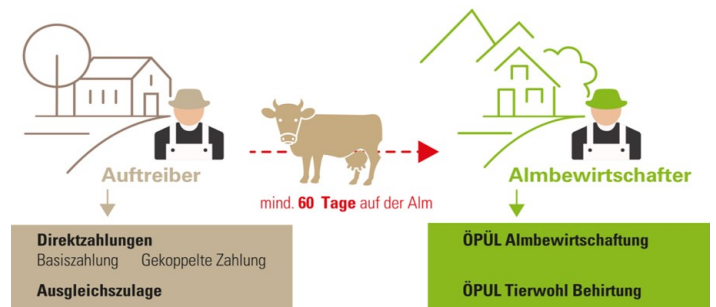 Auftreiber
mind. 60 Tage auf der Alm
Almbewirtschafter
Direktzahlungen
Basiszahlung Gekoppelte Zahlung
Ausgleichszulage
ÖPÜL Almbewirtschaftung
ÖPUL Tierwohl Behirtung